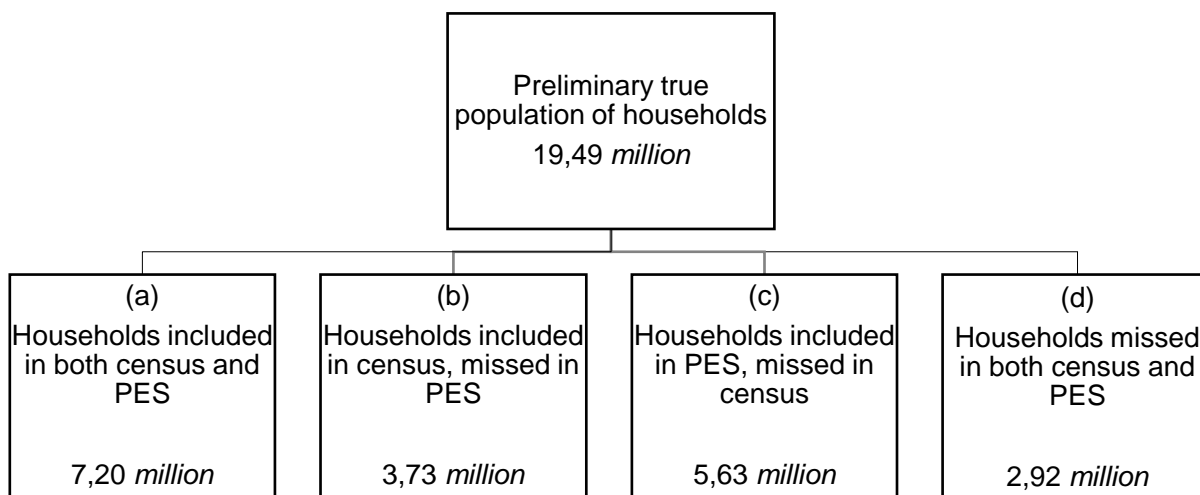 Preliminary true
population of households
19,49 million
(a)
Households included
in both census and
PES
7,20 million
(b)
Households included
in census, missed in
PES
3,73 million
(c)
Households included
in PES, missed in
census
5,63 million
(d)
Households missed
in both census and
PES
2,92 million